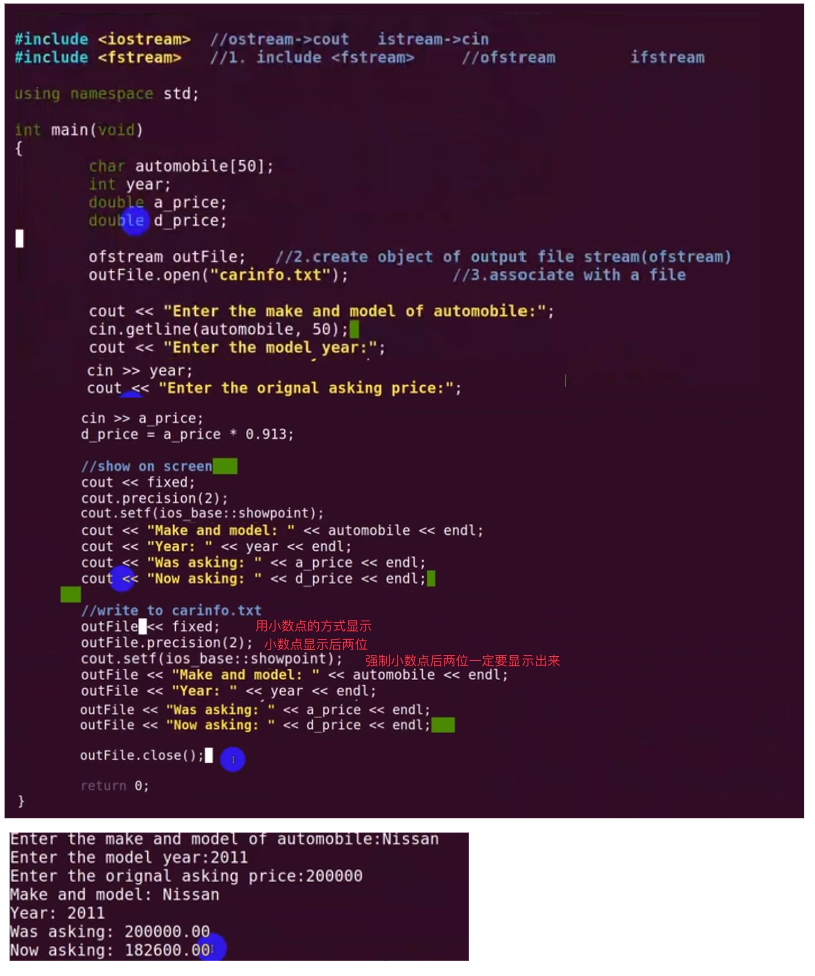 #include <iostream>  //ostream->cout   istream->cin
#include <fstream>   //1. include <fstream>     //ofstream        ifstream
using namespace std;
int main(void)
{
        char automobile[50];
        int year;
        double a_price;
        double d_price;
        ofstream outFile;   //2.create object of output file stream(ofstream)
        outFile.open("carinfo.txt");           //3.associate with a file
        cout << "Enter the make and model of automobile:";
        cin.getline(automobile, 50);
        cout << "Enter the model year:";
        cin >> year;
        cout << "Enter the orignal asking price:";
        cin >> a_price;
        d_price = a_price * 0.913;
        //show on screen
        cout << fixed;
        cout.precision(2);
        cout.setf(ios_base::showpoint);
        cout << "Make and model: " << automobile << endl;
        cout << "Year: " << year << endl;
        cout << "Was asking: " << a_price << endl;
        cout << "Now asking: " << d_price << endl;
        //write to carinfo.txt
        outFile << fixed;    用小数点的方式显示
        outFile.precision(2);  小数点显示后两位
        cout.setf(ios_base::showpoint);   强制小数点后两位一定要显示出来
        outFile << "Make and model: " << automobile << endl;
        outFile << "Year: " << year << endl;
        outFile << "Was asking: " << a_price << endl;
        outFile << "Now asking: " << d_price << endl;
        outFile.close();
        return 0;
}
Enter the make and model of automobile:Nissan
Enter the model year:2011
Enter the orignal asking price:200000
Make and model: Nissan
Year: 2011
Was asking: 200000.00
Now asking: 182600.00